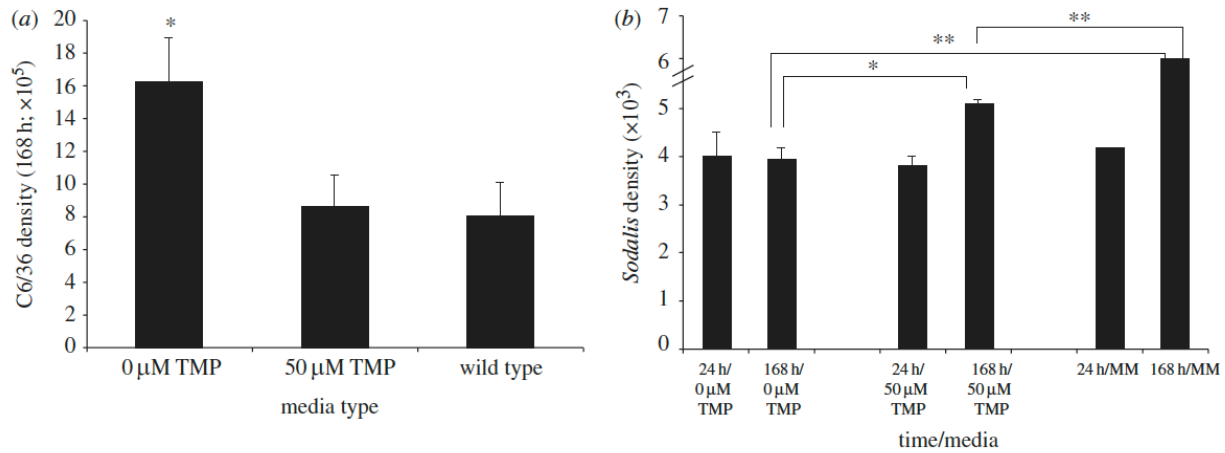 (a)
20
18
16
14
12
10
8
6
4
2
0
*
C6/36 density (168 h; ×10⁵)
0 μM TMP
50 μM TMP
wild type
media type
(b)
7
6
5
4
3
2
1
0
**
**
*
Sodalis density (×10³)
24 h/
0 μM
TMP
168 h/
0 μM
TMP
24 h/
50 μM
TMP
168 h/
50 μM
TMP
24 h/MM
168 h/MM
time/media